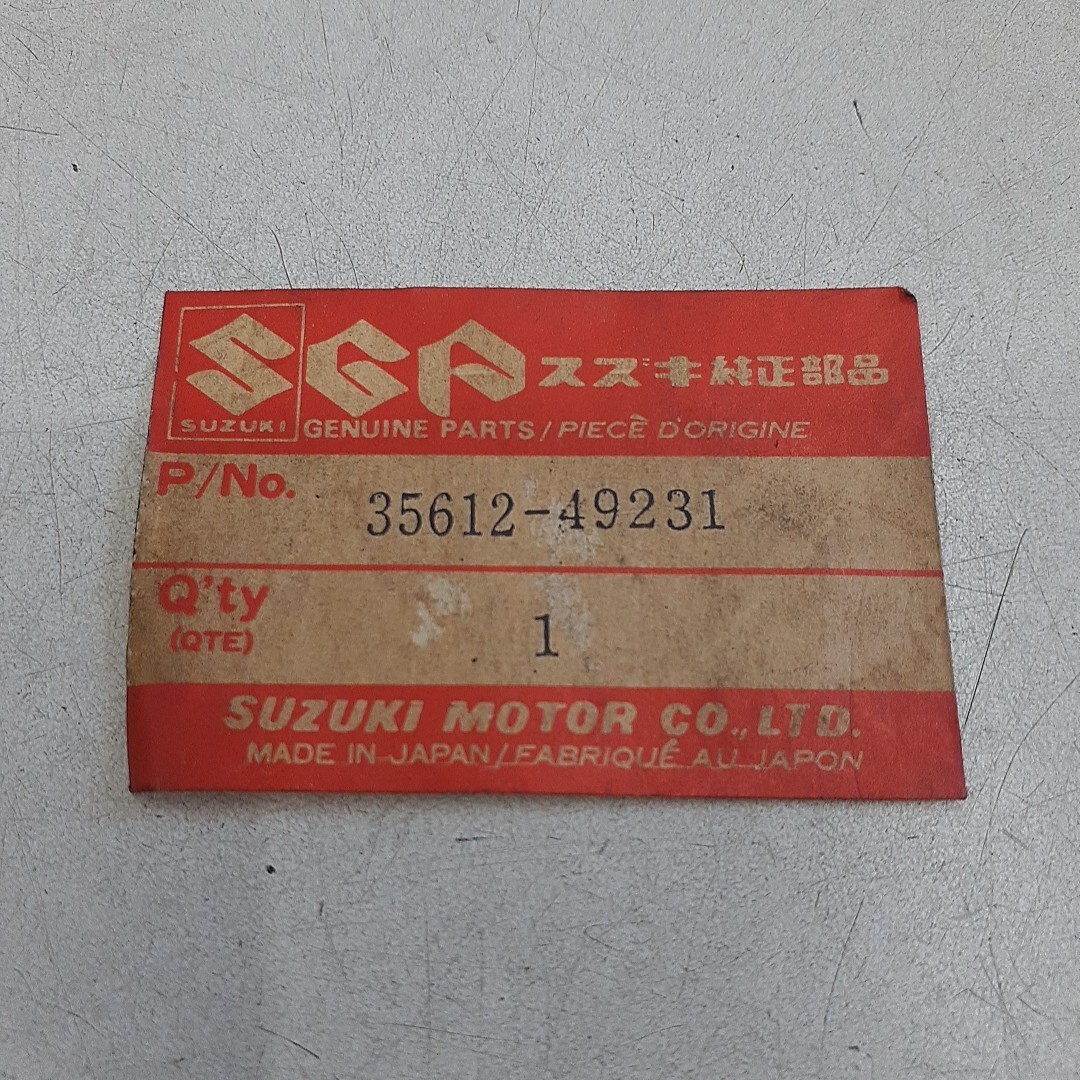 SGP スズキ純正部品
SUZUKI GENUINE PARTS / PIECÈ D'ORIGINE
P/No. 35612-49231
Q'ty 1
(QTE)
SUZUKI MOTOR CO., LTD.
MADE IN JAPAN / FABRIQUÉ AU JAPON